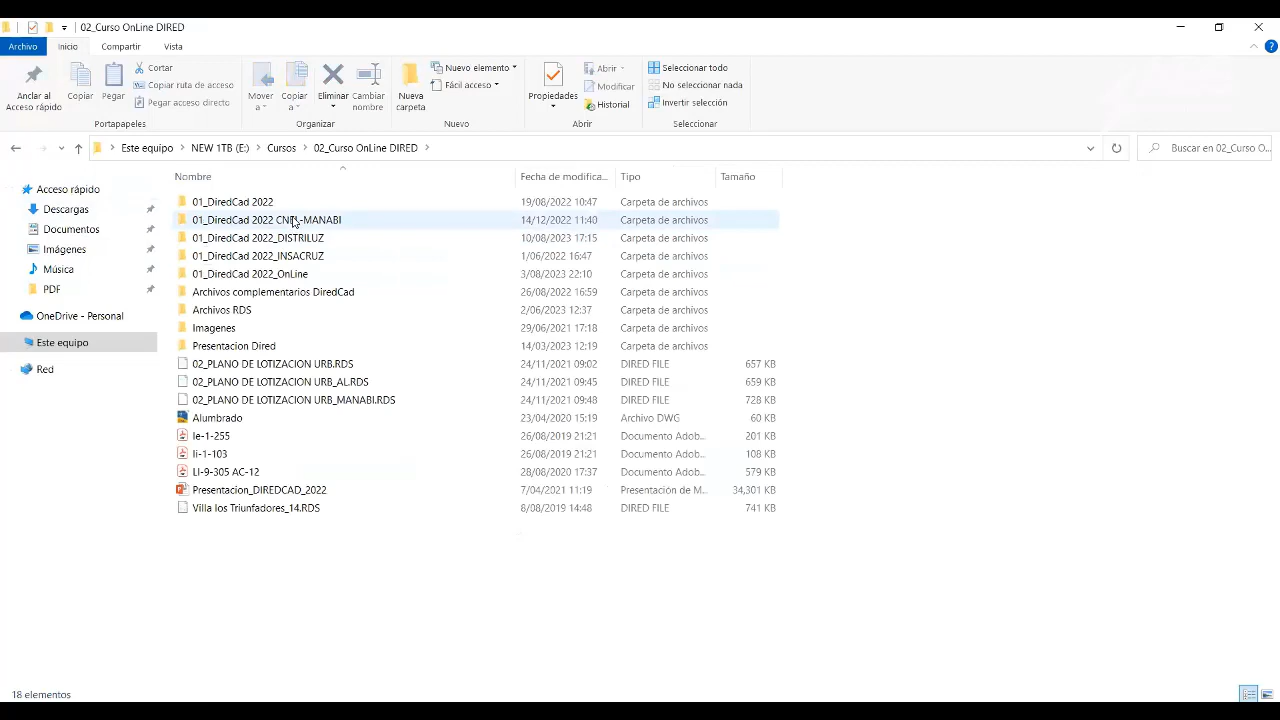 02_Curso OnLine DIRED
Archivo Inicio Compartir Vista
Anclar al Acceso rápido
Copiar
Pegar
Cortar
Copiar ruta de acceso
Pegar acceso directo
Portapapeles
Mover a
Copiar a
Eliminar
Cambiar nombre
Organizar
Nueva carpeta
Nuevo elemento
Fácil acceso
Nuevo
Propiedades
Abrir
Modificar
Historial
Abrir
Seleccionar todo
No seleccionar nada
Invertir selección
Seleccionar
Este equipo NEW 1TB (E:) Cursos 02_Curso OnLine DIRED
Buscar en 02_Curso O...
Acceso rápido
Descargas
Documentos
Imágenes
Música
PDF
OneDrive - Personal
Este equipo
Red
Nombre Fecha de modifica... Tipo Tamaño
01_DiredCad 2022 19/08/2022 10:47 Carpeta de archivos
01_DiredCad 2022 -MANABI 14/12/2022 11:40 Carpeta de archivos
01_DiredCad 2022_DISTRILUZ 10/08/2023 17:15 Carpeta de archivos
01_DiredCad 2022_INSACRUZ 1/06/2022 16:47 Carpeta de archivos
01_DiredCad 2022_OnLine 3/08/2023 22:10 Carpeta de archivos
Archivos complementarios DiredCad 26/08/2022 16:59 Carpeta de archivos
Archivos RDS 2/06/2023 12:37 Carpeta de archivos
Imagenes 29/06/2021 17:18 Carpeta de archivos
Presentacion Dired 14/03/2023 12:19 Carpeta de archivos
02_PLANO DE LOTIZACION URB.RDS 24/11/2021 09:02 DIRED FILE 657 KB
02_PLANO DE LOTIZACION URB_AL.RDS 24/11/2021 09:45 DIRED FILE 659 KB
02_PLANO DE LOTIZACION URB_MANABI.RDS 24/11/2021 09:48 DIRED FILE 728 KB
Alumbrado 23/04/2020 15:19 Archivo DWG 60 KB
Ie-1-255 26/08/2019 21:21 Documento Adob... 201 KB
Ii-1-103 26/08/2019 21:21 Documento Adob... 108 KB
LI-9-305 AC-12 28/08/2020 17:37 Documento Adob... 579 KB
Presentacion_DIREDCAD_2022 7/04/2021 11:19 Presentación de M... 34,301 KB
Villa los Triunfadores_14.RDS 8/08/2019 14:48 DIRED FILE 741 KB
18 elementos